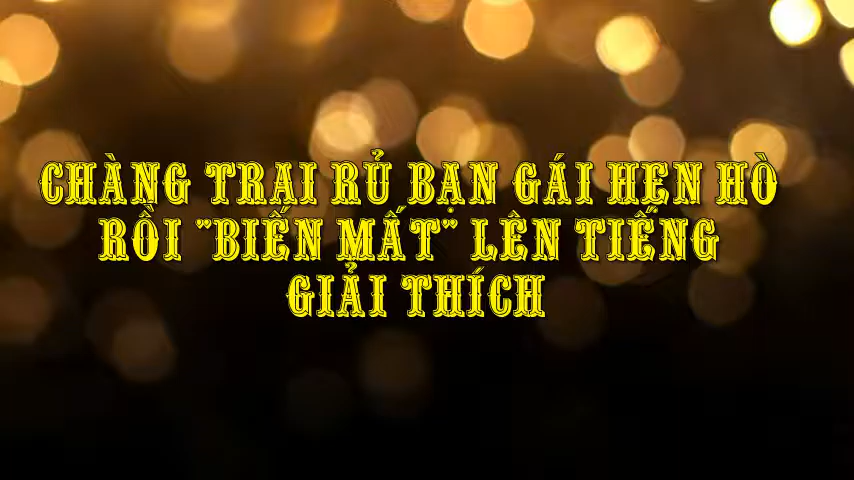 CHÀNG TRAI RỦ BẠN GÁI HẸN HÒ
RỒI "BIẾN MẤT" LÊN TIẾNG
GIẢI THÍCH